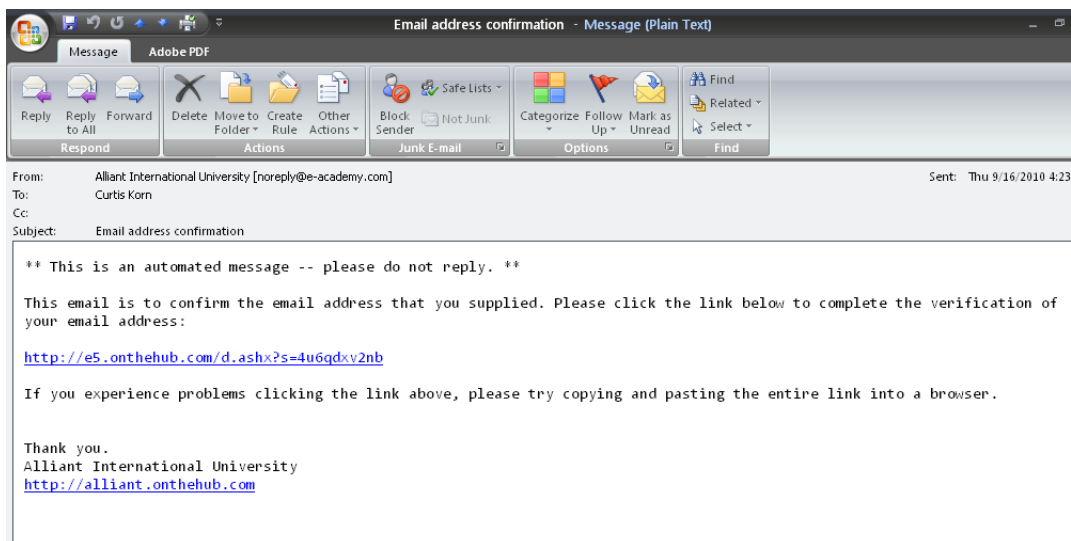 Email address confirmation - Message (Plain Text)
Message Adobe PDF
Reply Reply to All Forward Delete Move to Folder Create Rule Other Actions Block Sender Safe Lists Not Junk Categorize Follow Up Mark as Unread Find Related Select
Respond Actions Junk E-mail Options Find
From: Alliant International University [noreply@e-academy.com] Sent: Thu 9/16/2010 4:23
To: Curtis Korn
Cc:
Subject: Email address confirmation
** This is an automated message -- please do not reply. **
This email is to confirm the email address that you supplied. Please click the link below to complete the verification of
your email address:
http://e5.onthehub.com/d.ashx?s=4u6qdxv2nb
If you experience problems clicking the link above, please try copying and pasting the entire link into a browser.
Thank you.
Alliant International University
http://alliant.onthehub.com